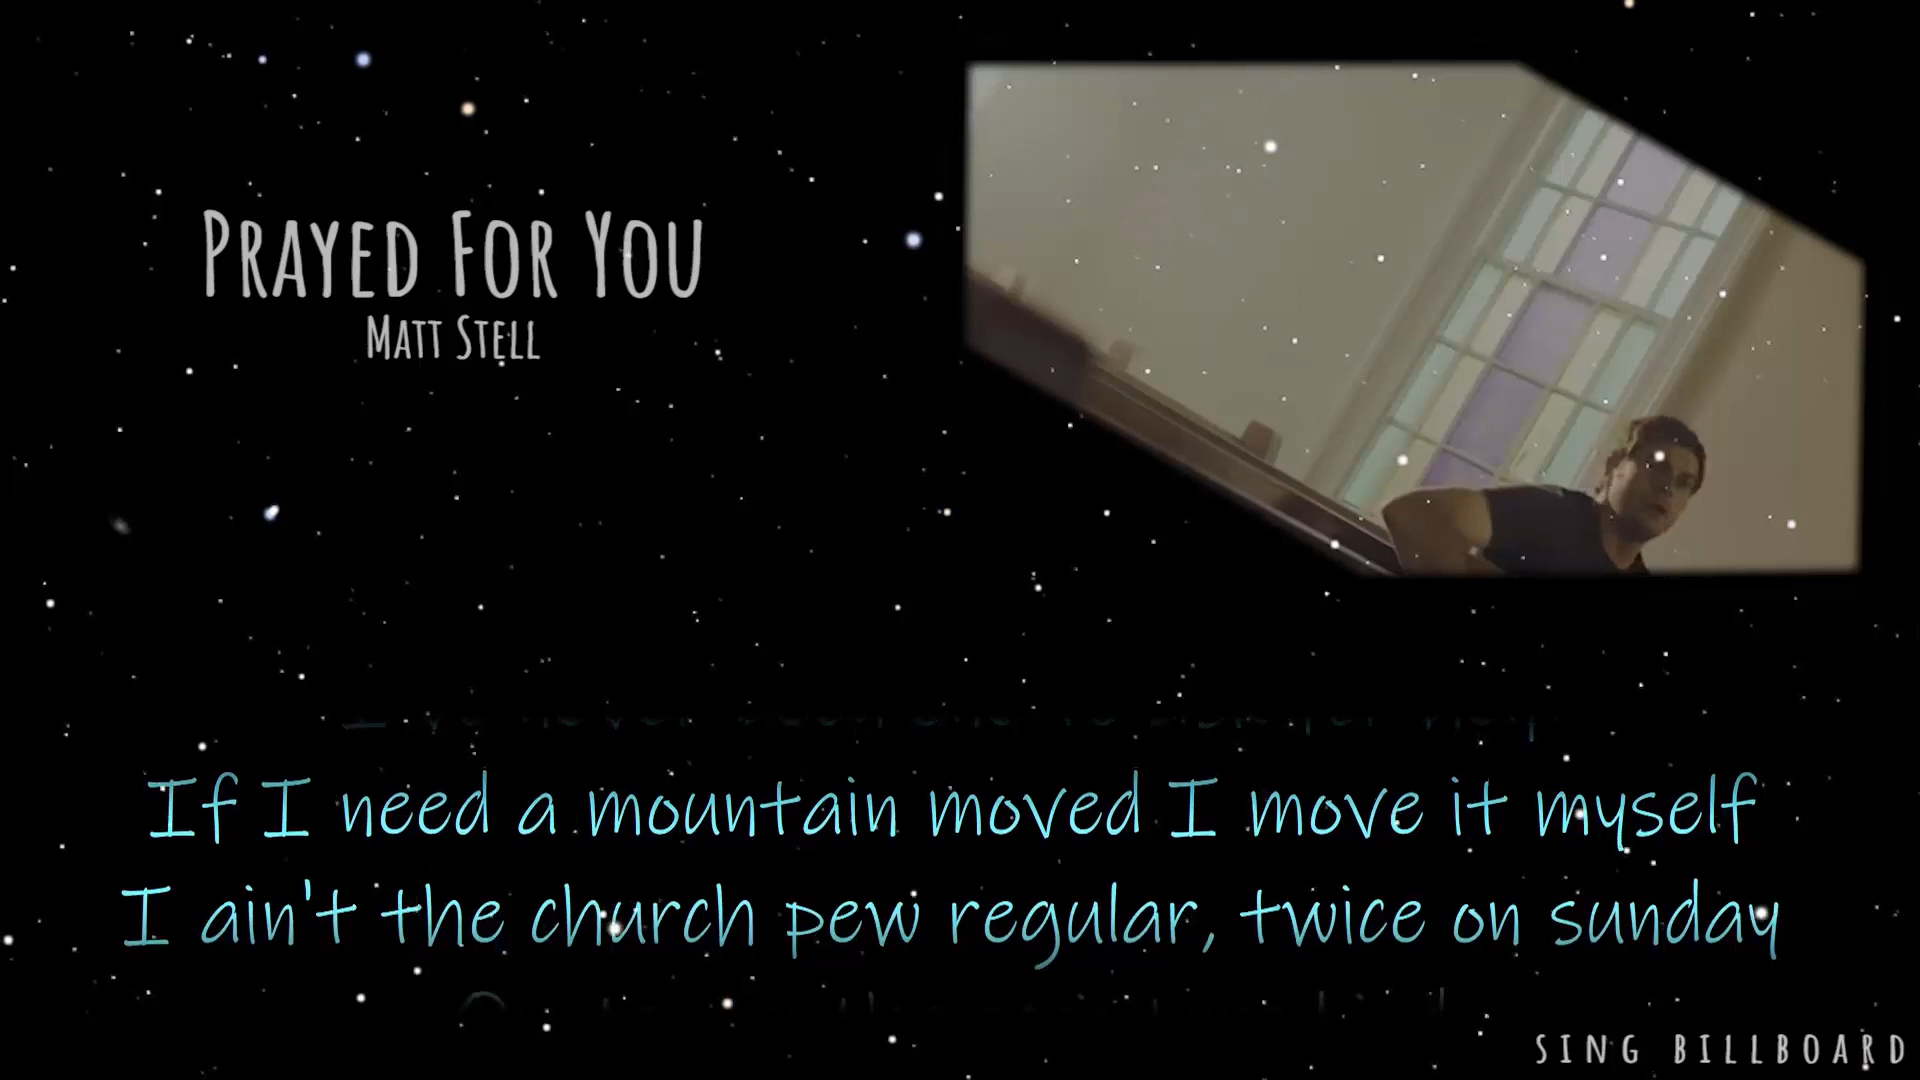 Prayed For You
Matt Stell
If I need a mountain moved I move it myself
I ain't the church pew regular, twice on sunday
SING BILLBOARD